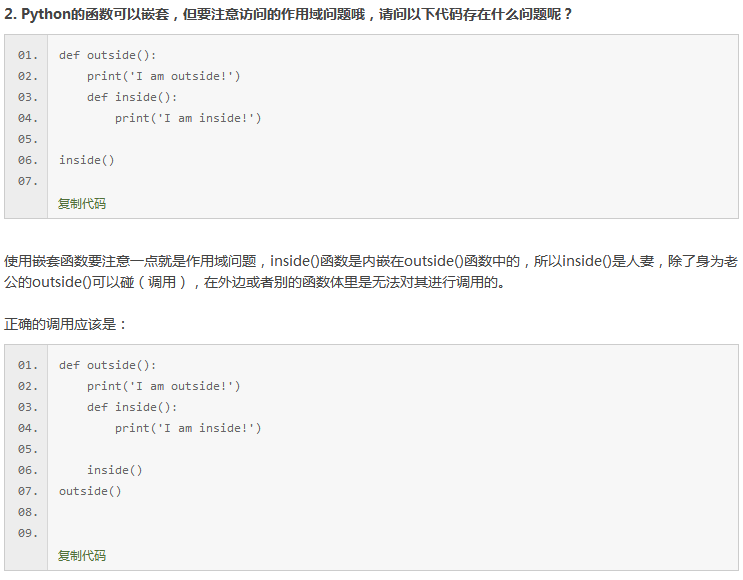 2. Python的函数可以嵌套，但要注意访问的作用域问题哦，请问以下代码存在什么问题呢？
01. def outside():
02.     print('I am outside!')
03.     def inside():
04.         print('I am inside!')
05.
06. inside()
07.
复制代码
使用嵌套函数要注意一点就是作用域问题，inside()函数是内嵌在outside()函数中的，所以inside()是人妻，除了身为老
公的outside()可以碰（调用），在外边或者别的函数体里是无法对其进行调用的。
正确的调用应该是：
01. def outside():
02.     print('I am outside!')
03.     def inside():
04.         print('I am inside!')
05.
06.     inside()
07. outside()
08.
09.
复制代码